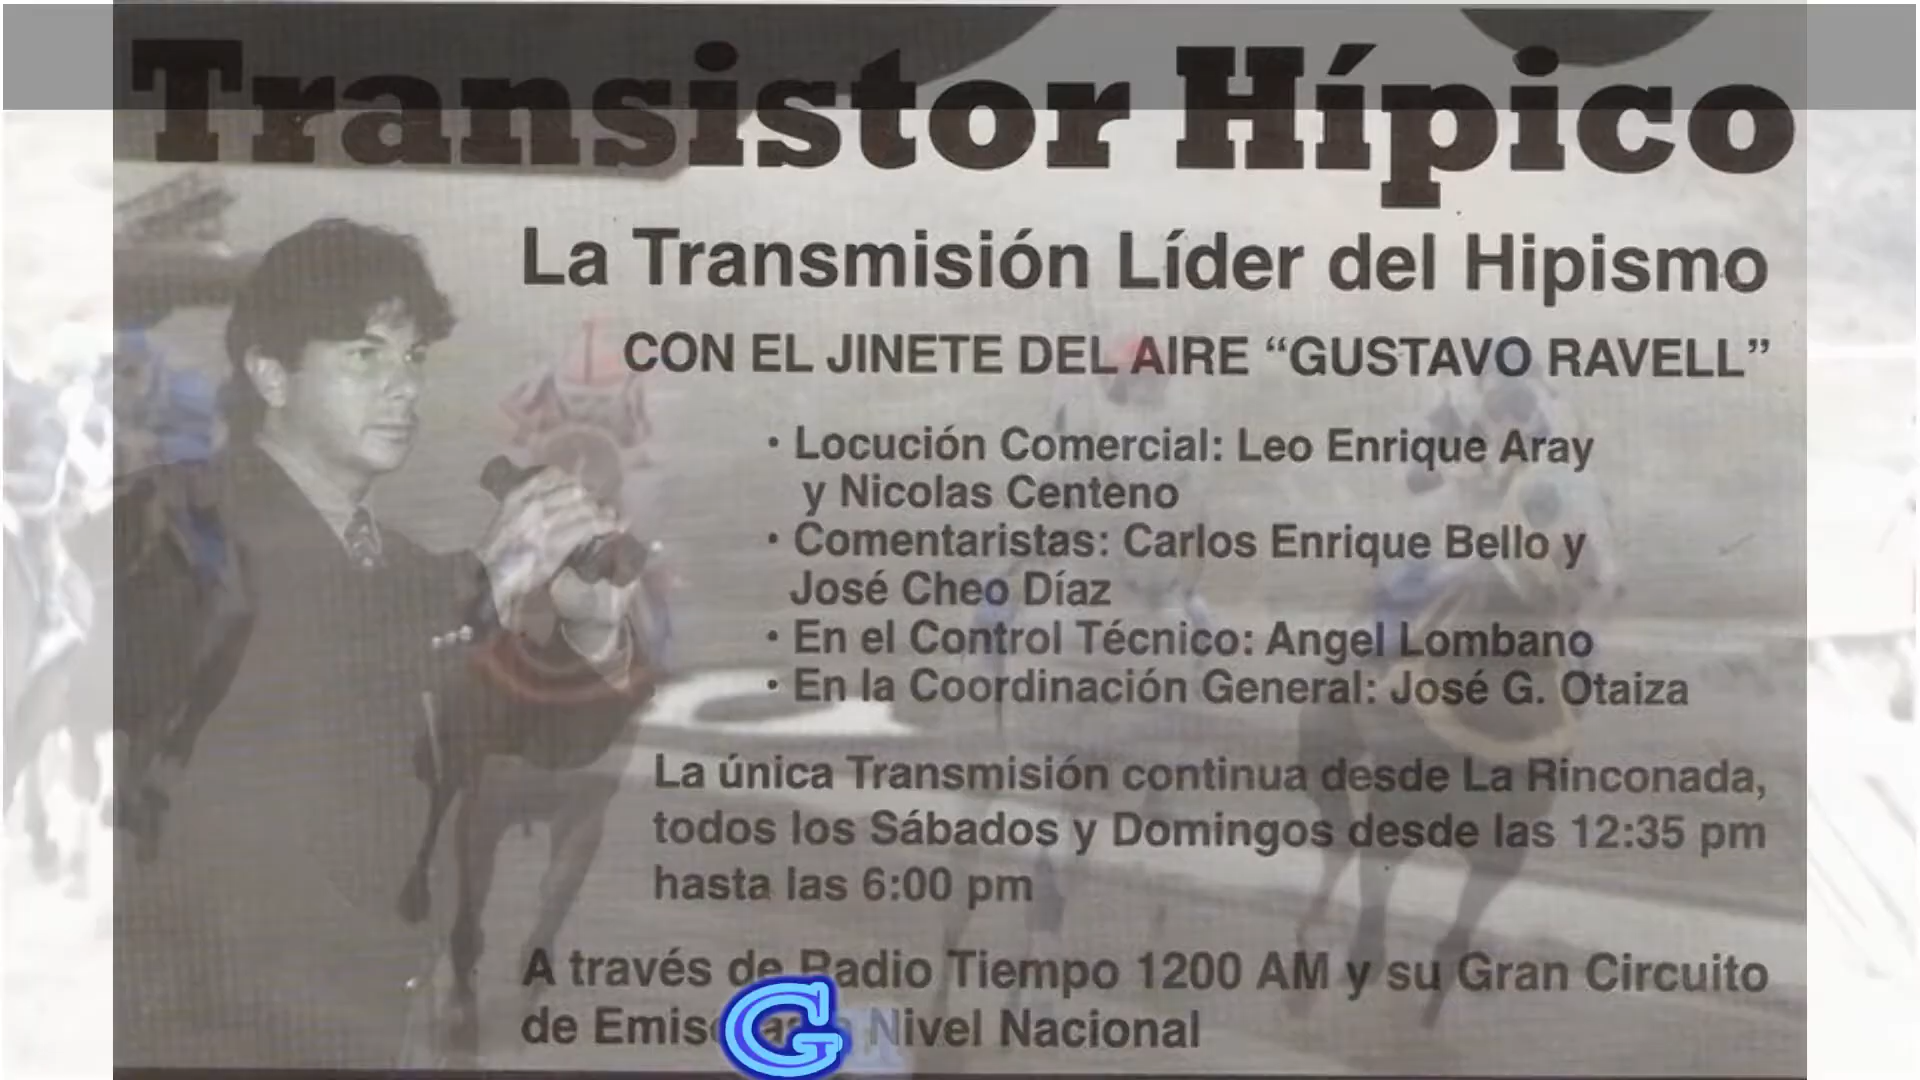 Transistor Hípico
La Transmisión Líder del Hipismo
CON EL JINETE DEL AIRE “GUSTAVO RAVELL”
• Locución Comercial: Leo Enrique Aray
y Nicolas Centeno
• Comentaristas: Carlos Enrique Bello y
José Cheo Díaz
• En el Control Técnico: Angel Lombano
• En la Coordinación General: José G. Otaiza
La única Transmisión continua desde La Rinconada,
todos los Sábados y Domingos desde las 12:35 pm
hasta las 6:00 pm
A través de Radio Tiempo 1200 AM y su Gran Circuito
de Nivel Nacional
G